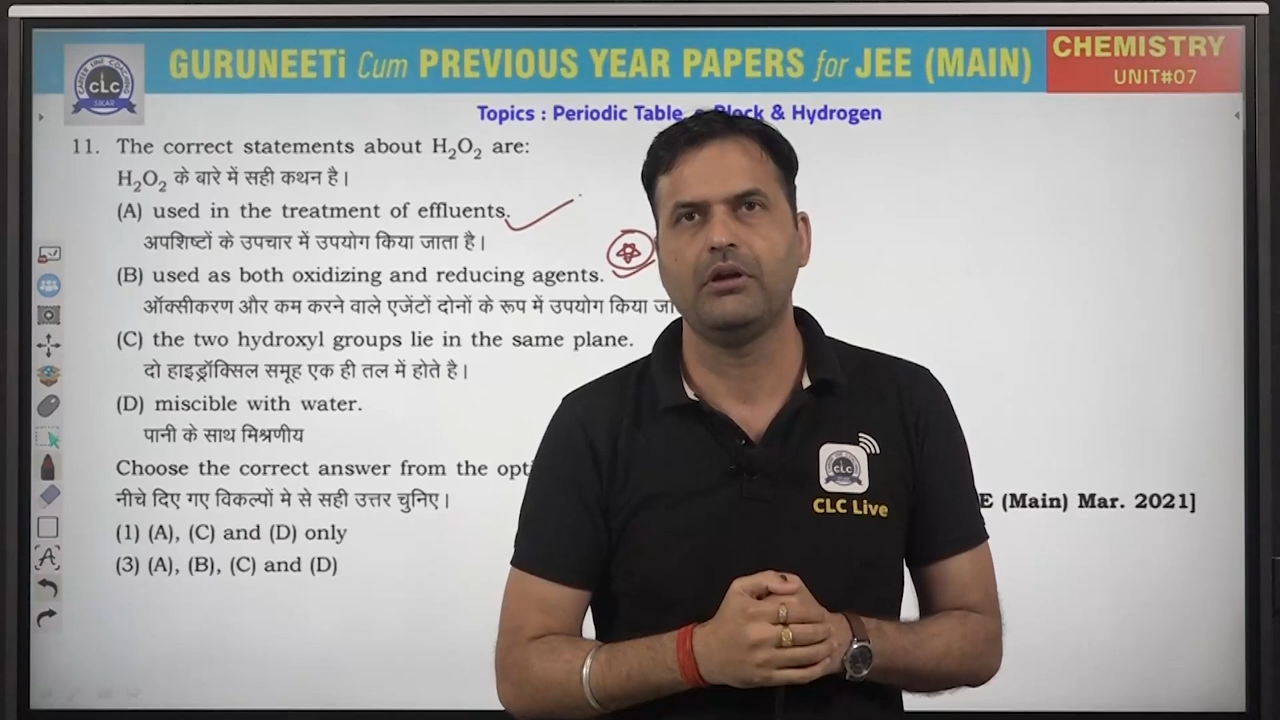 GURUNEETi Cum PREVIOUS YEAR PAPERS for JEE (MAIN)
CHEMISTRY
UNIT#07
CLC
SIKAR
Topics : Periodic Table, Block & Hydrogen
11. The correct statements about H₂O₂ are:
H₂O₂ के बारे में सही कथन है।
(A) used in the treatment of effluents.
अपशिष्टों के उपचार में उपयोग किया जाता है।
(B) used as both oxidizing and reducing agents.
ऑक्सीकरण और कम करने वाले एजेंटों दोनों के रूप में उपयोग किया
(C) the two hydroxyl groups lie in the same plane.
दो हाइड्रॉक्सिल समूह एक ही तल में होते है।
(D) miscible with water.
पानी के साथ मिश्रणीय
Choose the correct answer from the
नीचे दिए गए विकल्पों मे से सही उत्तर चुनिए।
(Main) Mar. 2021]
(1) (A), (C) and (D) only
(3) (A), (B), (C) and (D)
CLC
CLC Live